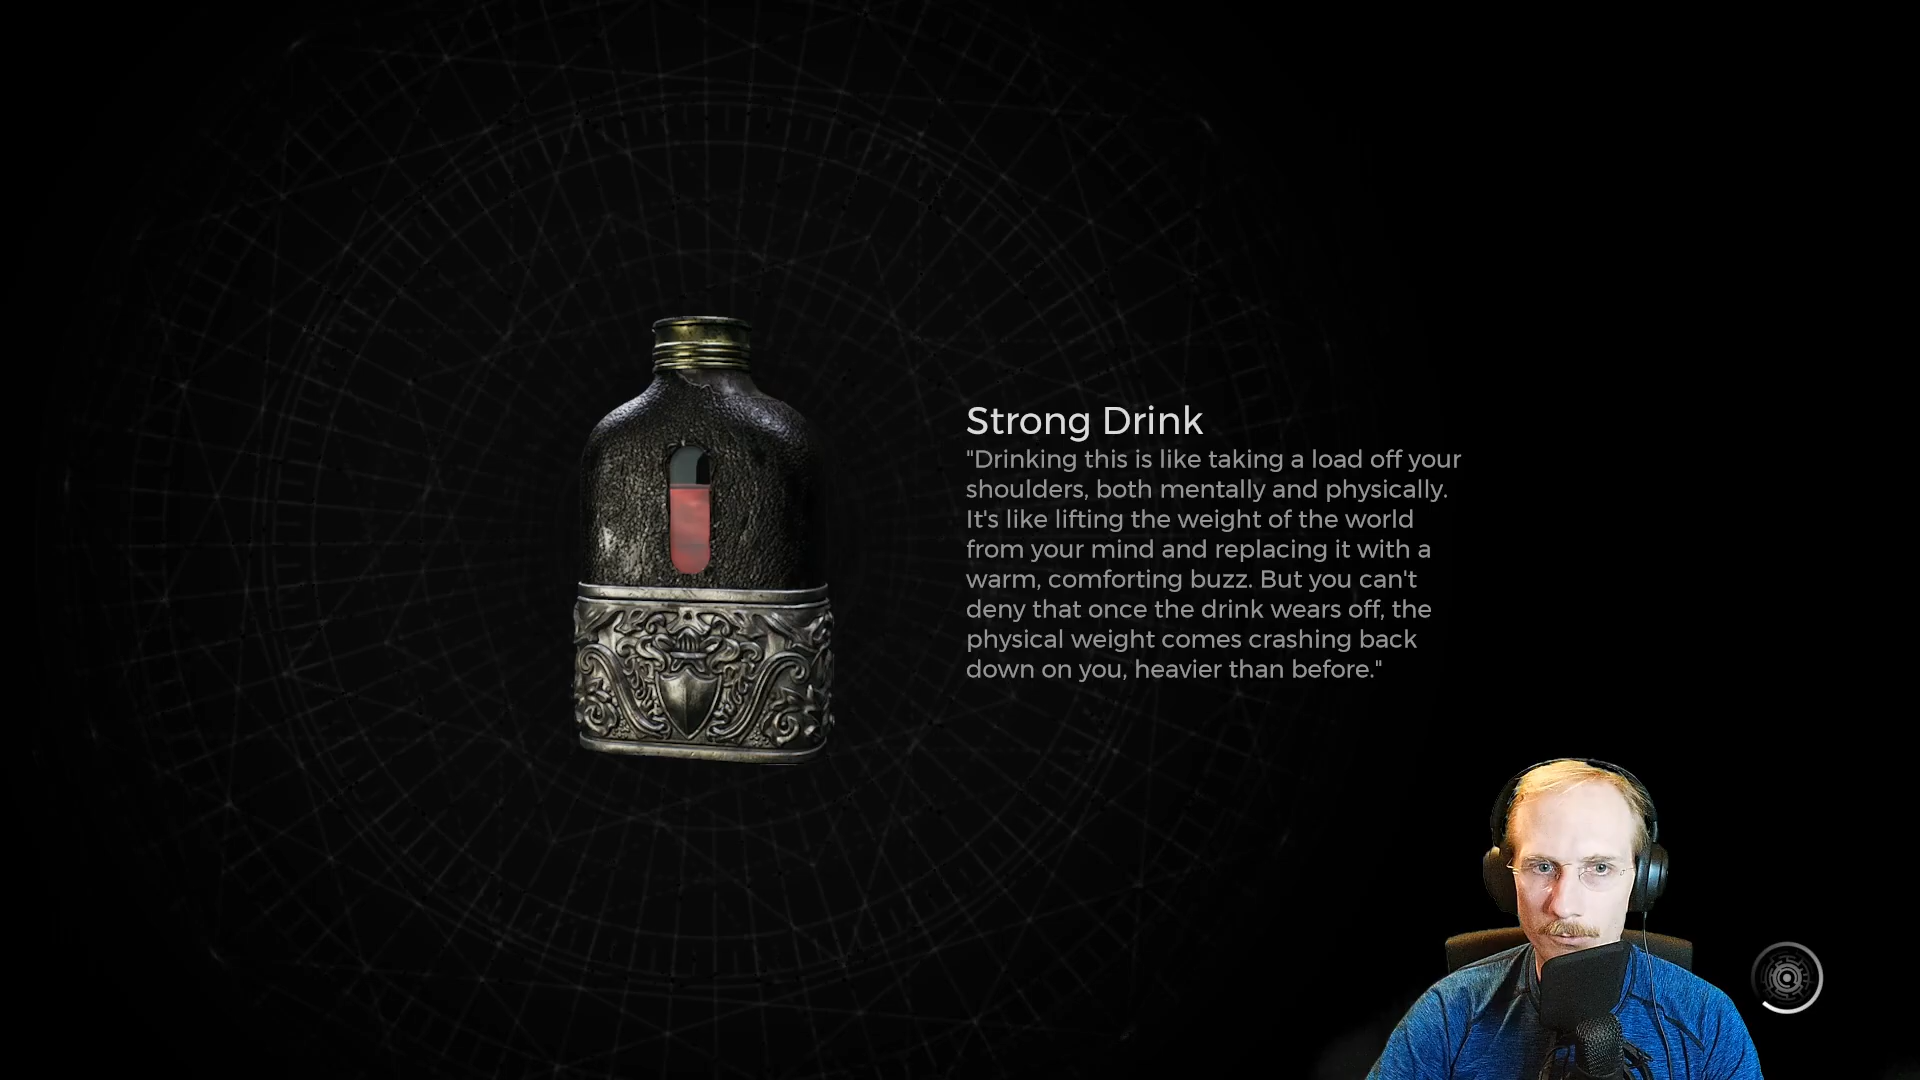 Strong Drink
"Drinking this is like taking a load off your
shoulders, both mentally and physically.
It's like lifting the weight of the world
from your mind and replacing it with a
warm, comforting buzz. But you can't
deny that once the drink wears off, the
physical weight comes crashing back
down on you, heavier than before."